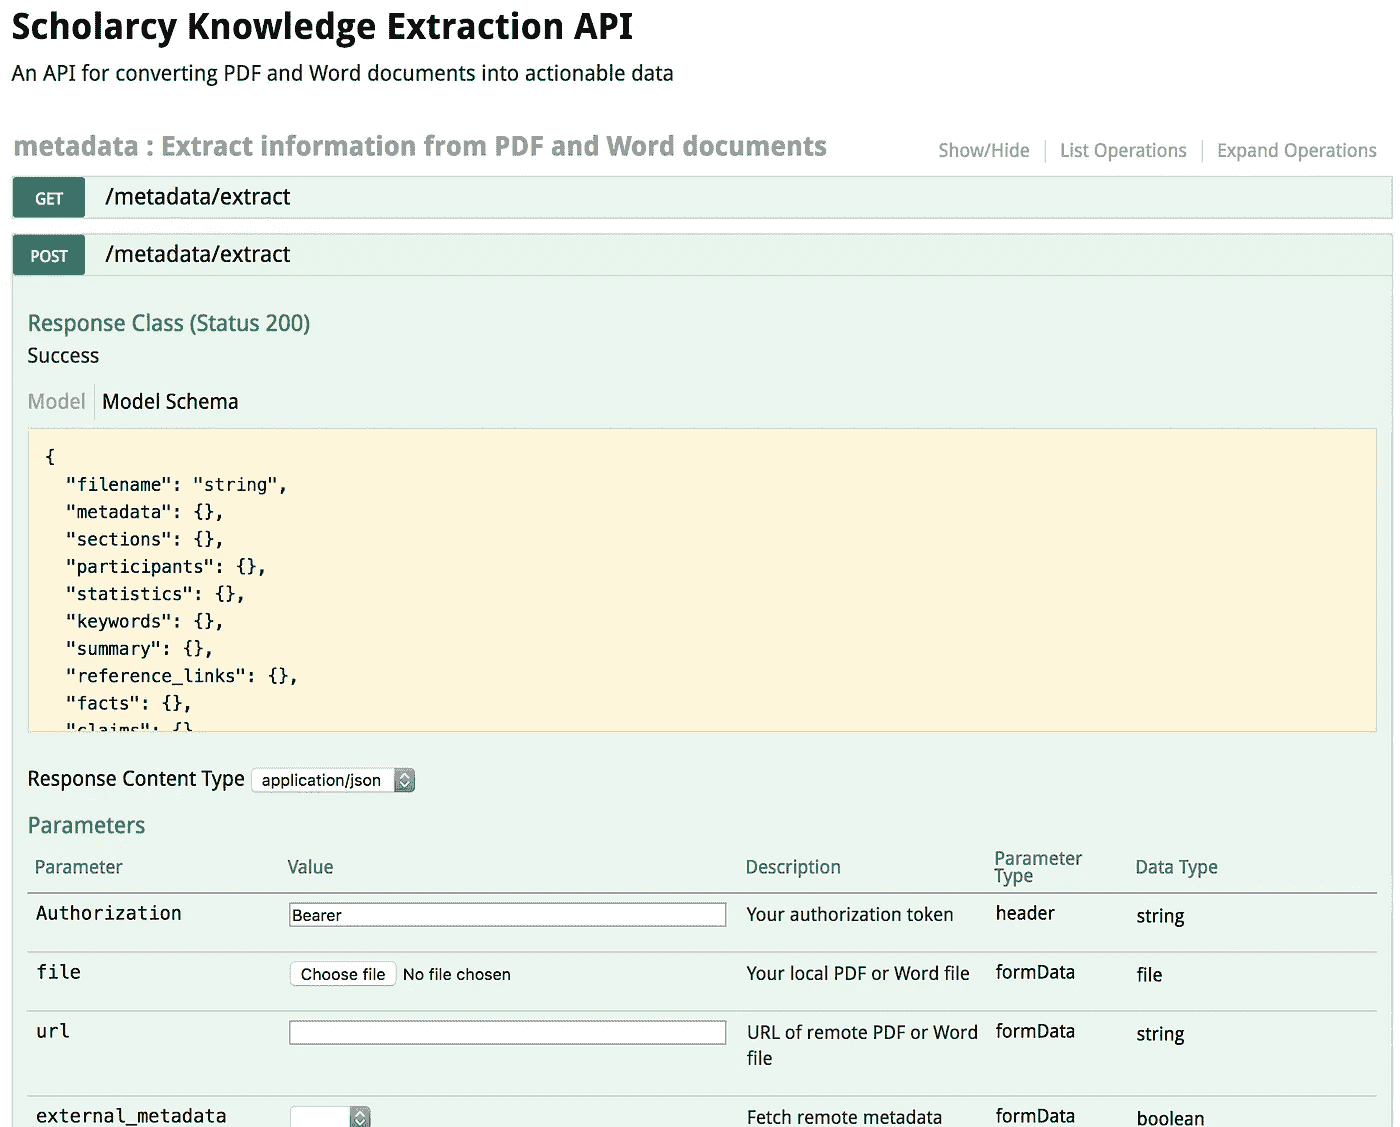 Scholarcy Knowledge Extraction API
An API for converting PDF and Word documents into actionable data
metadata : Extract information from PDF and Word documents
Show/Hide List Operations Expand Operations
GET /metadata/extract
POST /metadata/extract
Response Class (Status 200)
Success
Model Model Schema
{
"filename": "string",
"metadata": {},
"sections": {},
"participants": {},
"statistics": {},
"keywords": {},
"summary": {},
"reference_links": {},
"facts": {},
"claims": {}
Response Content Type application/json
Parameters
Parameter Value Description Parameter Type Data Type
Authorization Bearer Your authorization token header string
file Choose file No file chosen Your local PDF or Word file formData file
url URL of remote PDF or Word file formData string
external_metadata Fetch remote metadata formData boolean